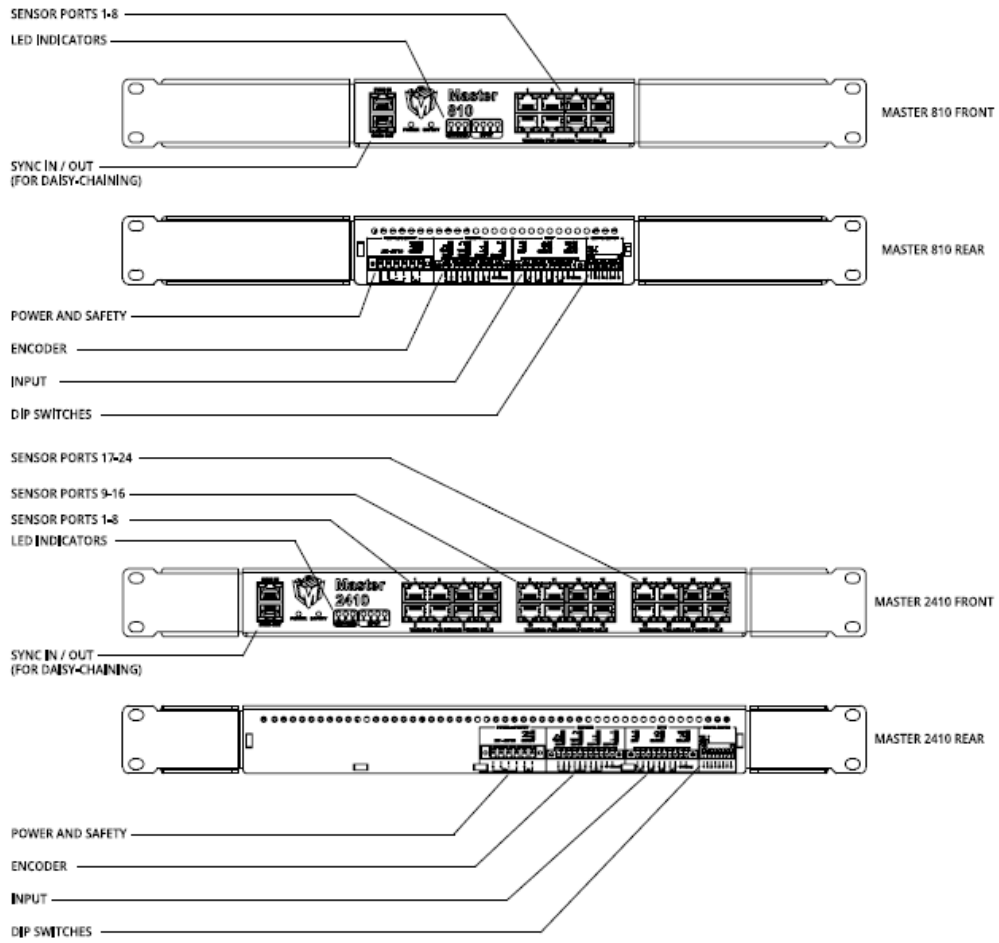 SENSOR PORTS 1-8
LED INDICATORS
Master
810
MASTER 810 FRONT
SYNC IN / OUT
(FOR DAISY-CHAINING)
MASTER 810 REAR
POWER AND SAFETY
ENCODER
INPUT
DIP SWITCHES
SENSOR PORTS 17-24
SENSOR PORTS 9-16
SENSOR PORTS 1-8
LED INDICATORS
Master
2410
MASTER 2410 FRONT
SYNC IN / OUT
(FOR DAISY-CHAINING)
MASTER 2410 REAR
POWER AND SAFETY
ENCODER
INPUT
DIP SWITCHES